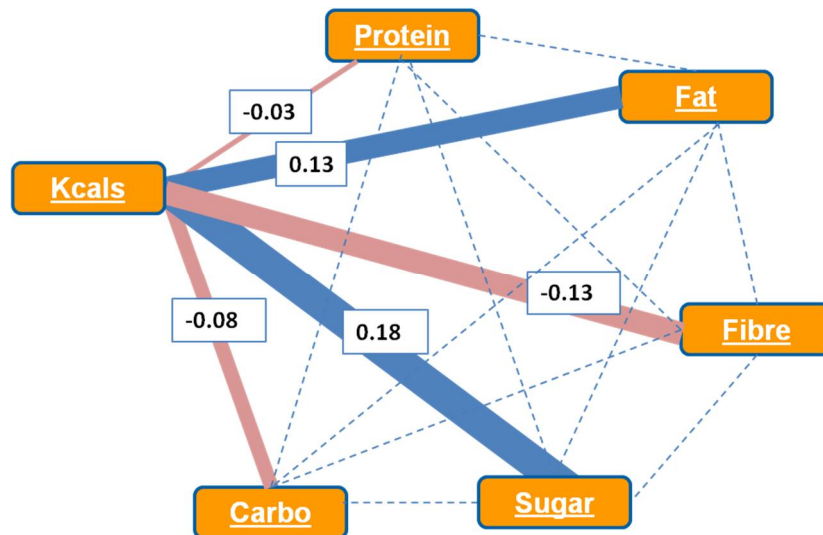 Protein
Fat
-0.03
0.13
Kcals
-0.13
-0.08
0.18
Fibre
Carbo
Sugar